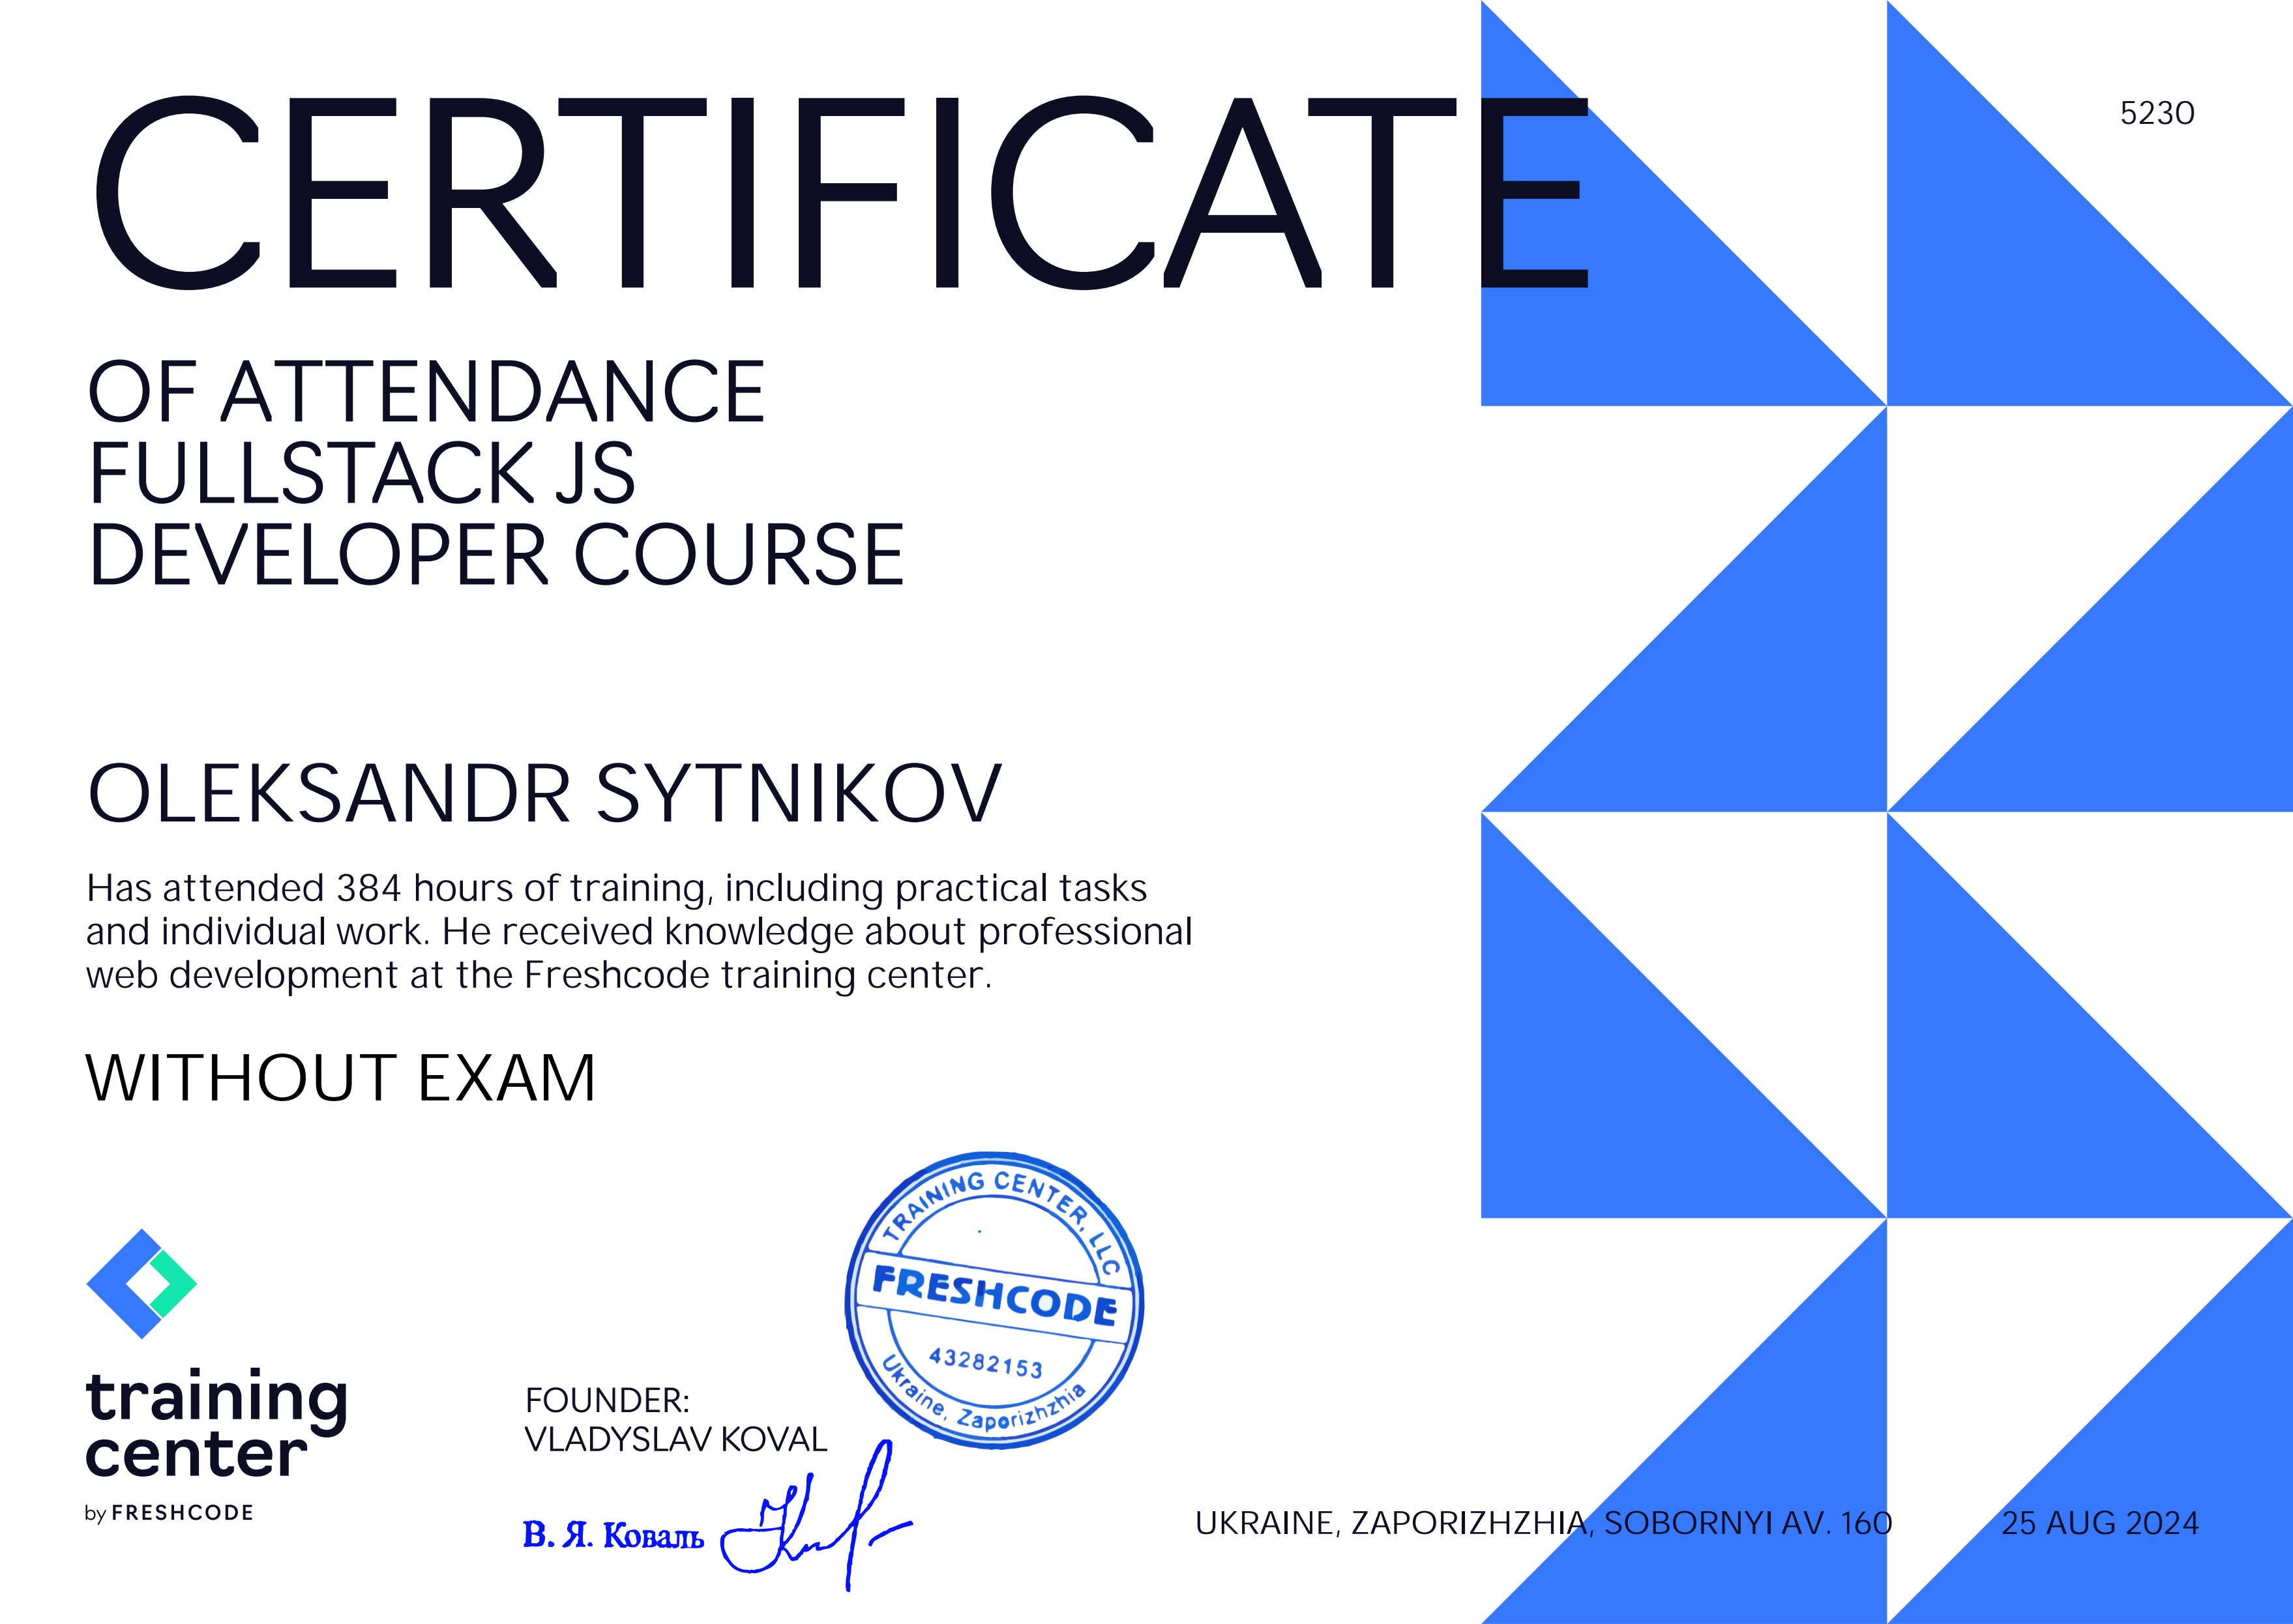 CERTIFICATE
5230
OF ATTENDANCE
FULLSTACK JS
DEVELOPER COURSE
OLEKSANDR SYTNIKOV
Has attended 384 hours of training, including practical tasks
and individual work. He received knowledge about professional
web development at the Freshcode training center.
WITHOUT EXAM
TRAINING CENTER, LLC
FRESHCODE
43282153
Ukraine, Zaporizhzhia
training
center
by FRESHCODE
FOUNDER:
VLADYSLAV KOVAL
В. Я. Коваль
UKRAINE, ZAPORIZHZHIA, SOBORNYI AV. 160
25 AUG 2024